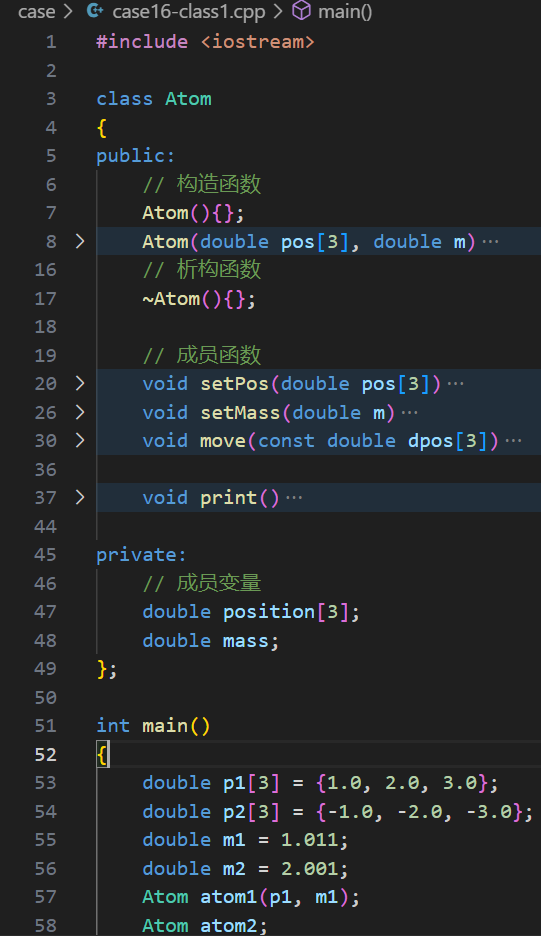 case > case16-class1.cpp > main()
1 #include <iostream>
2
3 class Atom
4 {
5 public:
6 // 构造函数
7 Atom(){};
8 Atom(double pos[3], double m)···
16 // 析构函数
17 ~Atom(){};
18
19 // 成员函数
20 void setPos(double pos[3])···
26 void setMass(double m)···
30 void move(const double dpos[3])···
36
37 void print()···
44
45 private:
46 // 成员变量
47 double position[3];
48 double mass;
49 };
50
51 int main()
52 {
53 double p1[3] = {1.0, 2.0, 3.0};
54 double p2[3] = {-1.0, -2.0, -3.0};
55 double m1 = 1.011;
56 double m2 = 2.001;
57 Atom atom1(p1, m1);
58 Atom atom2;